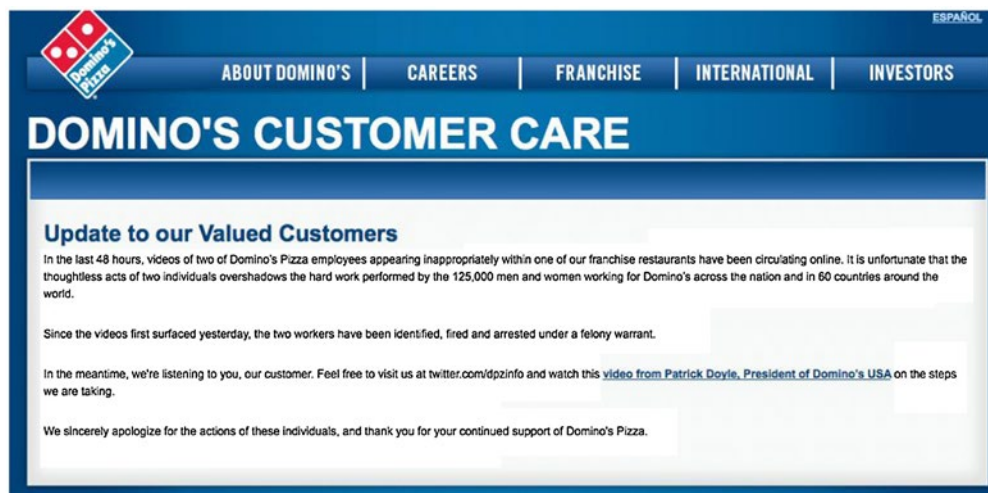 ESPAÑOL
Domino's
Pizza
ABOUT DOMINO'S
CAREERS
FRANCHISE
INTERNATIONAL
INVESTORS
DOMINO'S CUSTOMER CARE
Update to our Valued Customers
In the last 48 hours, videos of two of Domino's Pizza employees appearing inappropriately within one of our franchise restaurants have been circulating online. It is unfortunate that the
thoughtless acts of two individuals overshadows the hard work performed by the 125,000 men and women working for Domino's across the nation and in 60 countries around the
world.
Since the videos first surfaced yesterday, the two workers have been identified, fired and arrested under a felony warrant.
In the meantime, we're listening to you, our customer. Feel free to visit us at twitter.com/dpzinfo and watch this video from Patrick Doyle, President of Domino's USA on the steps
we are taking.
We sincerely apologize for the actions of these individuals, and thank you for your continued support of Domino's Pizza.